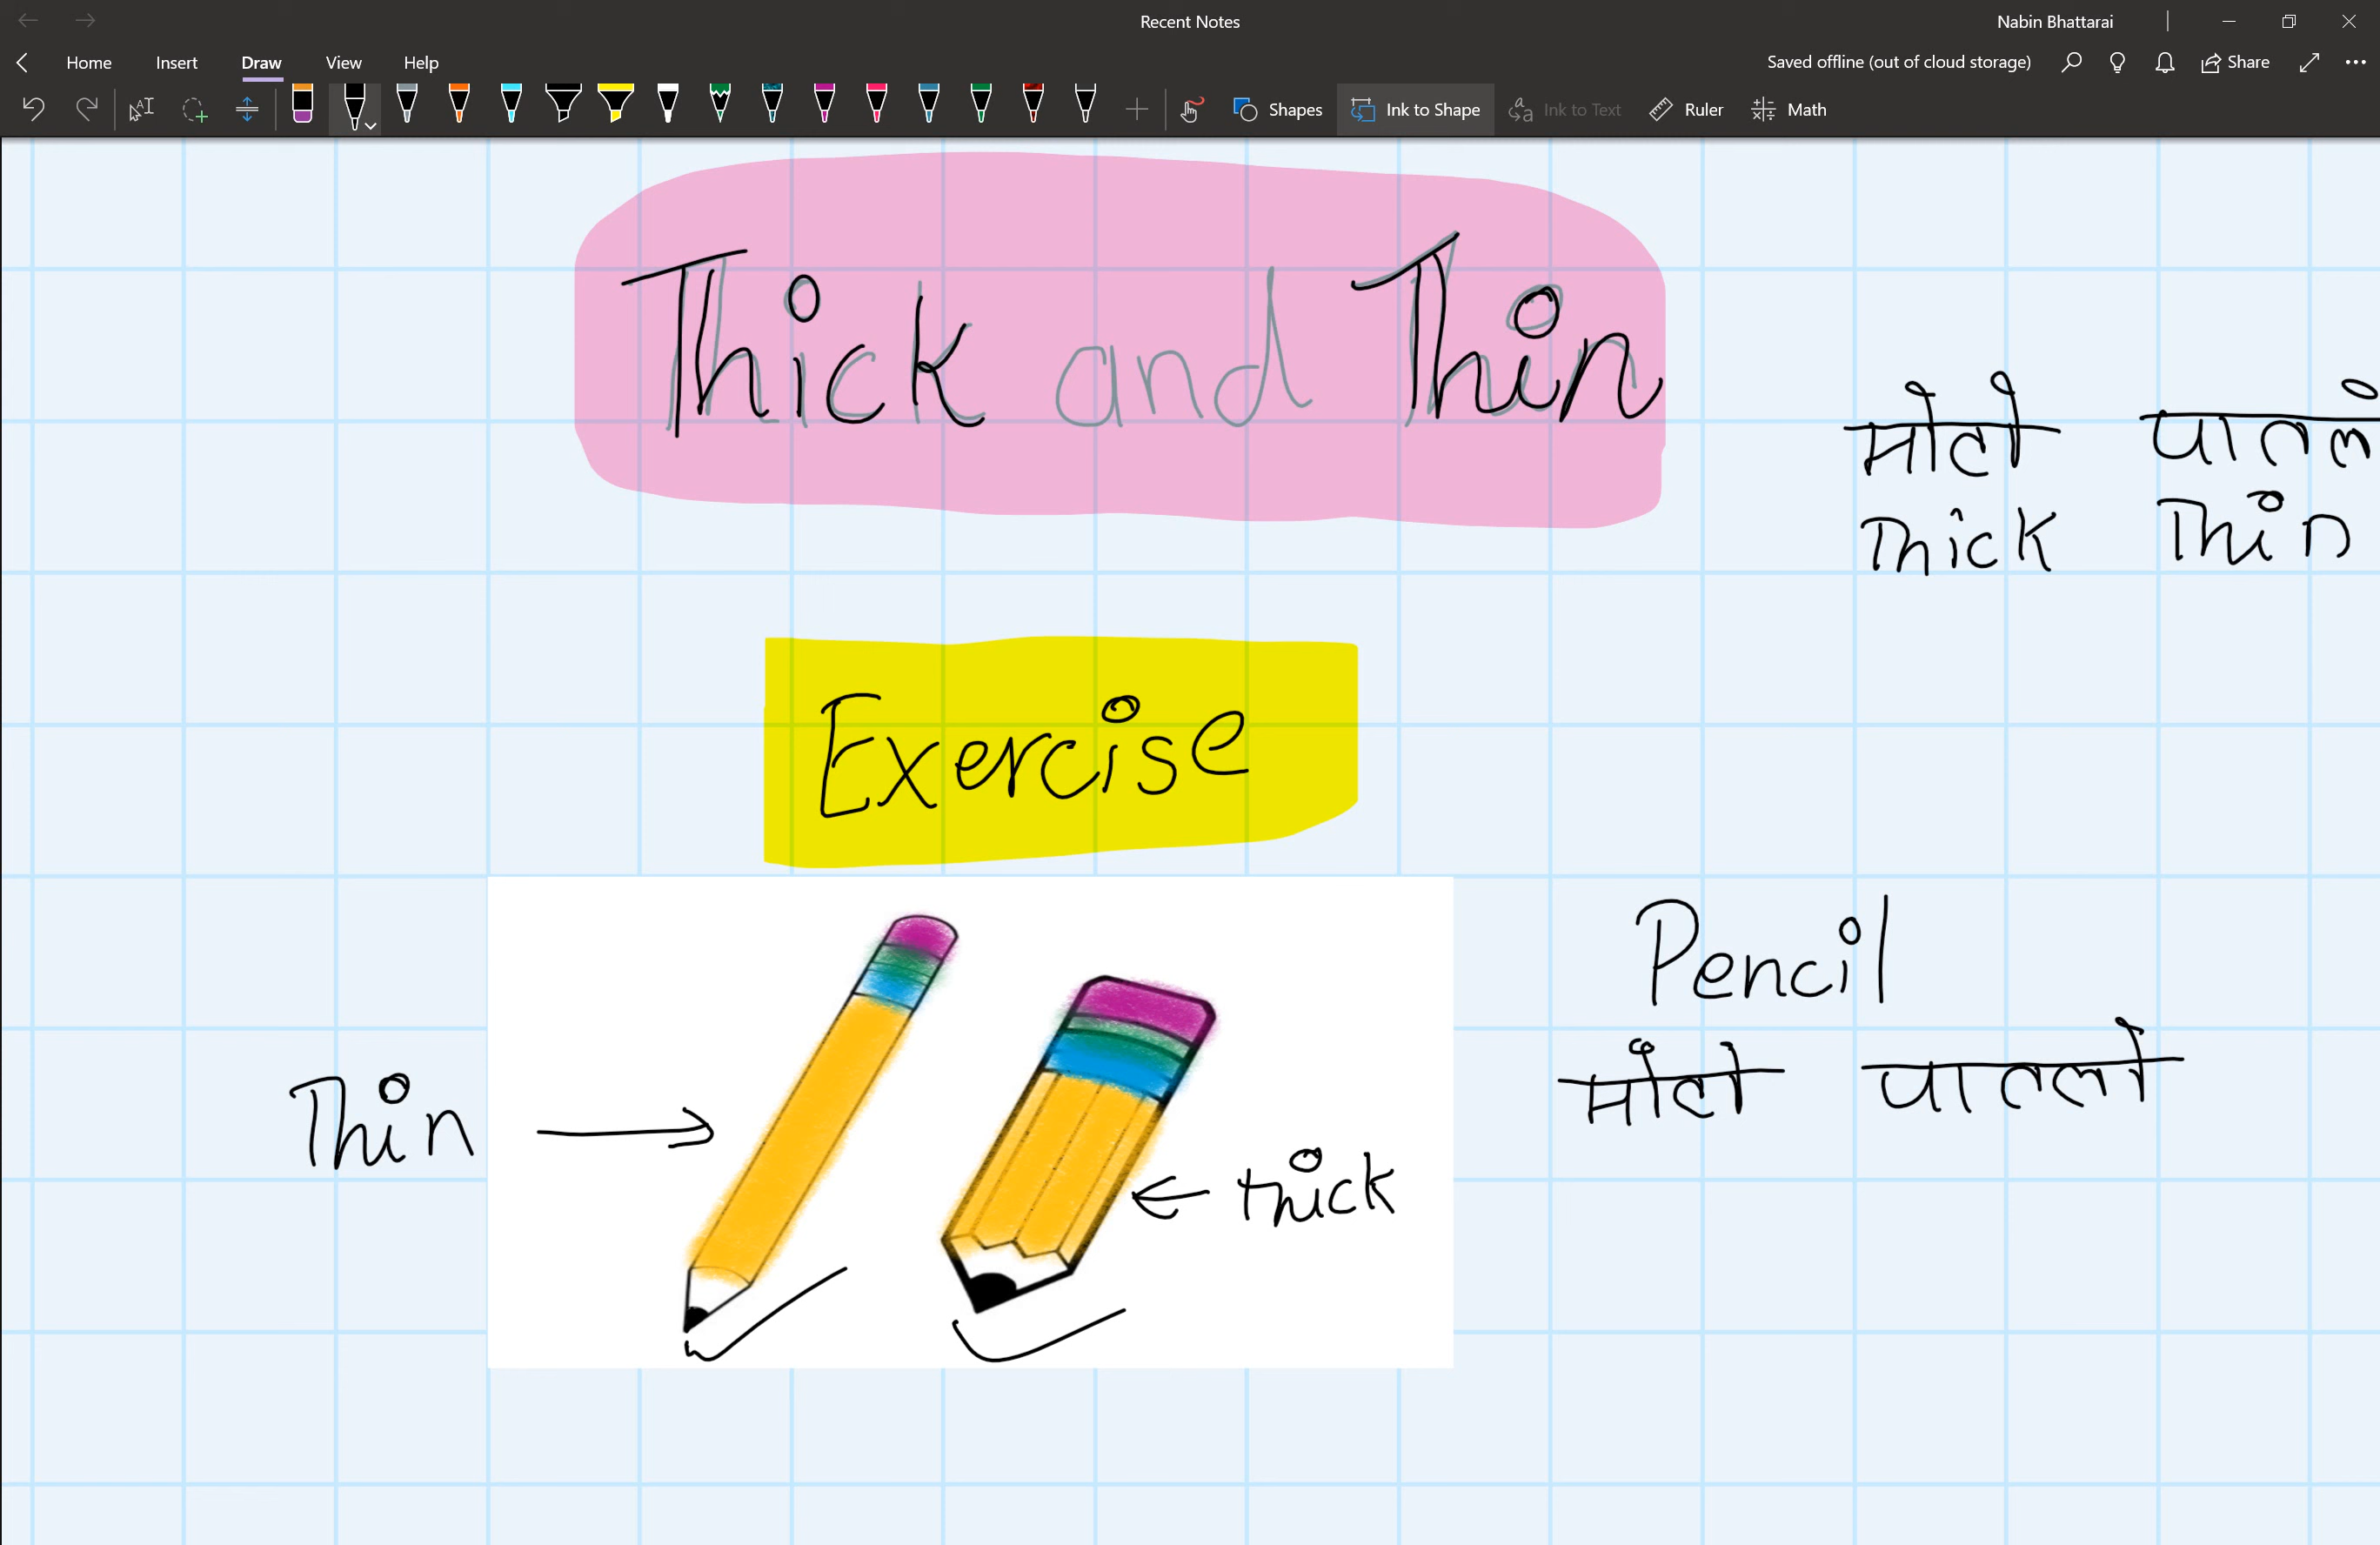 Recent Notes
Nabin Bhattarai
Home Insert Draw View Help
Saved offline (out of cloud storage)
Share
Shapes
Ink to Shape
Ink to Text
Ruler
Math
Thick and Thin
मोटो
Thick
Thin
Exercise
Pencil
मोटो पातलो
Thin
thick